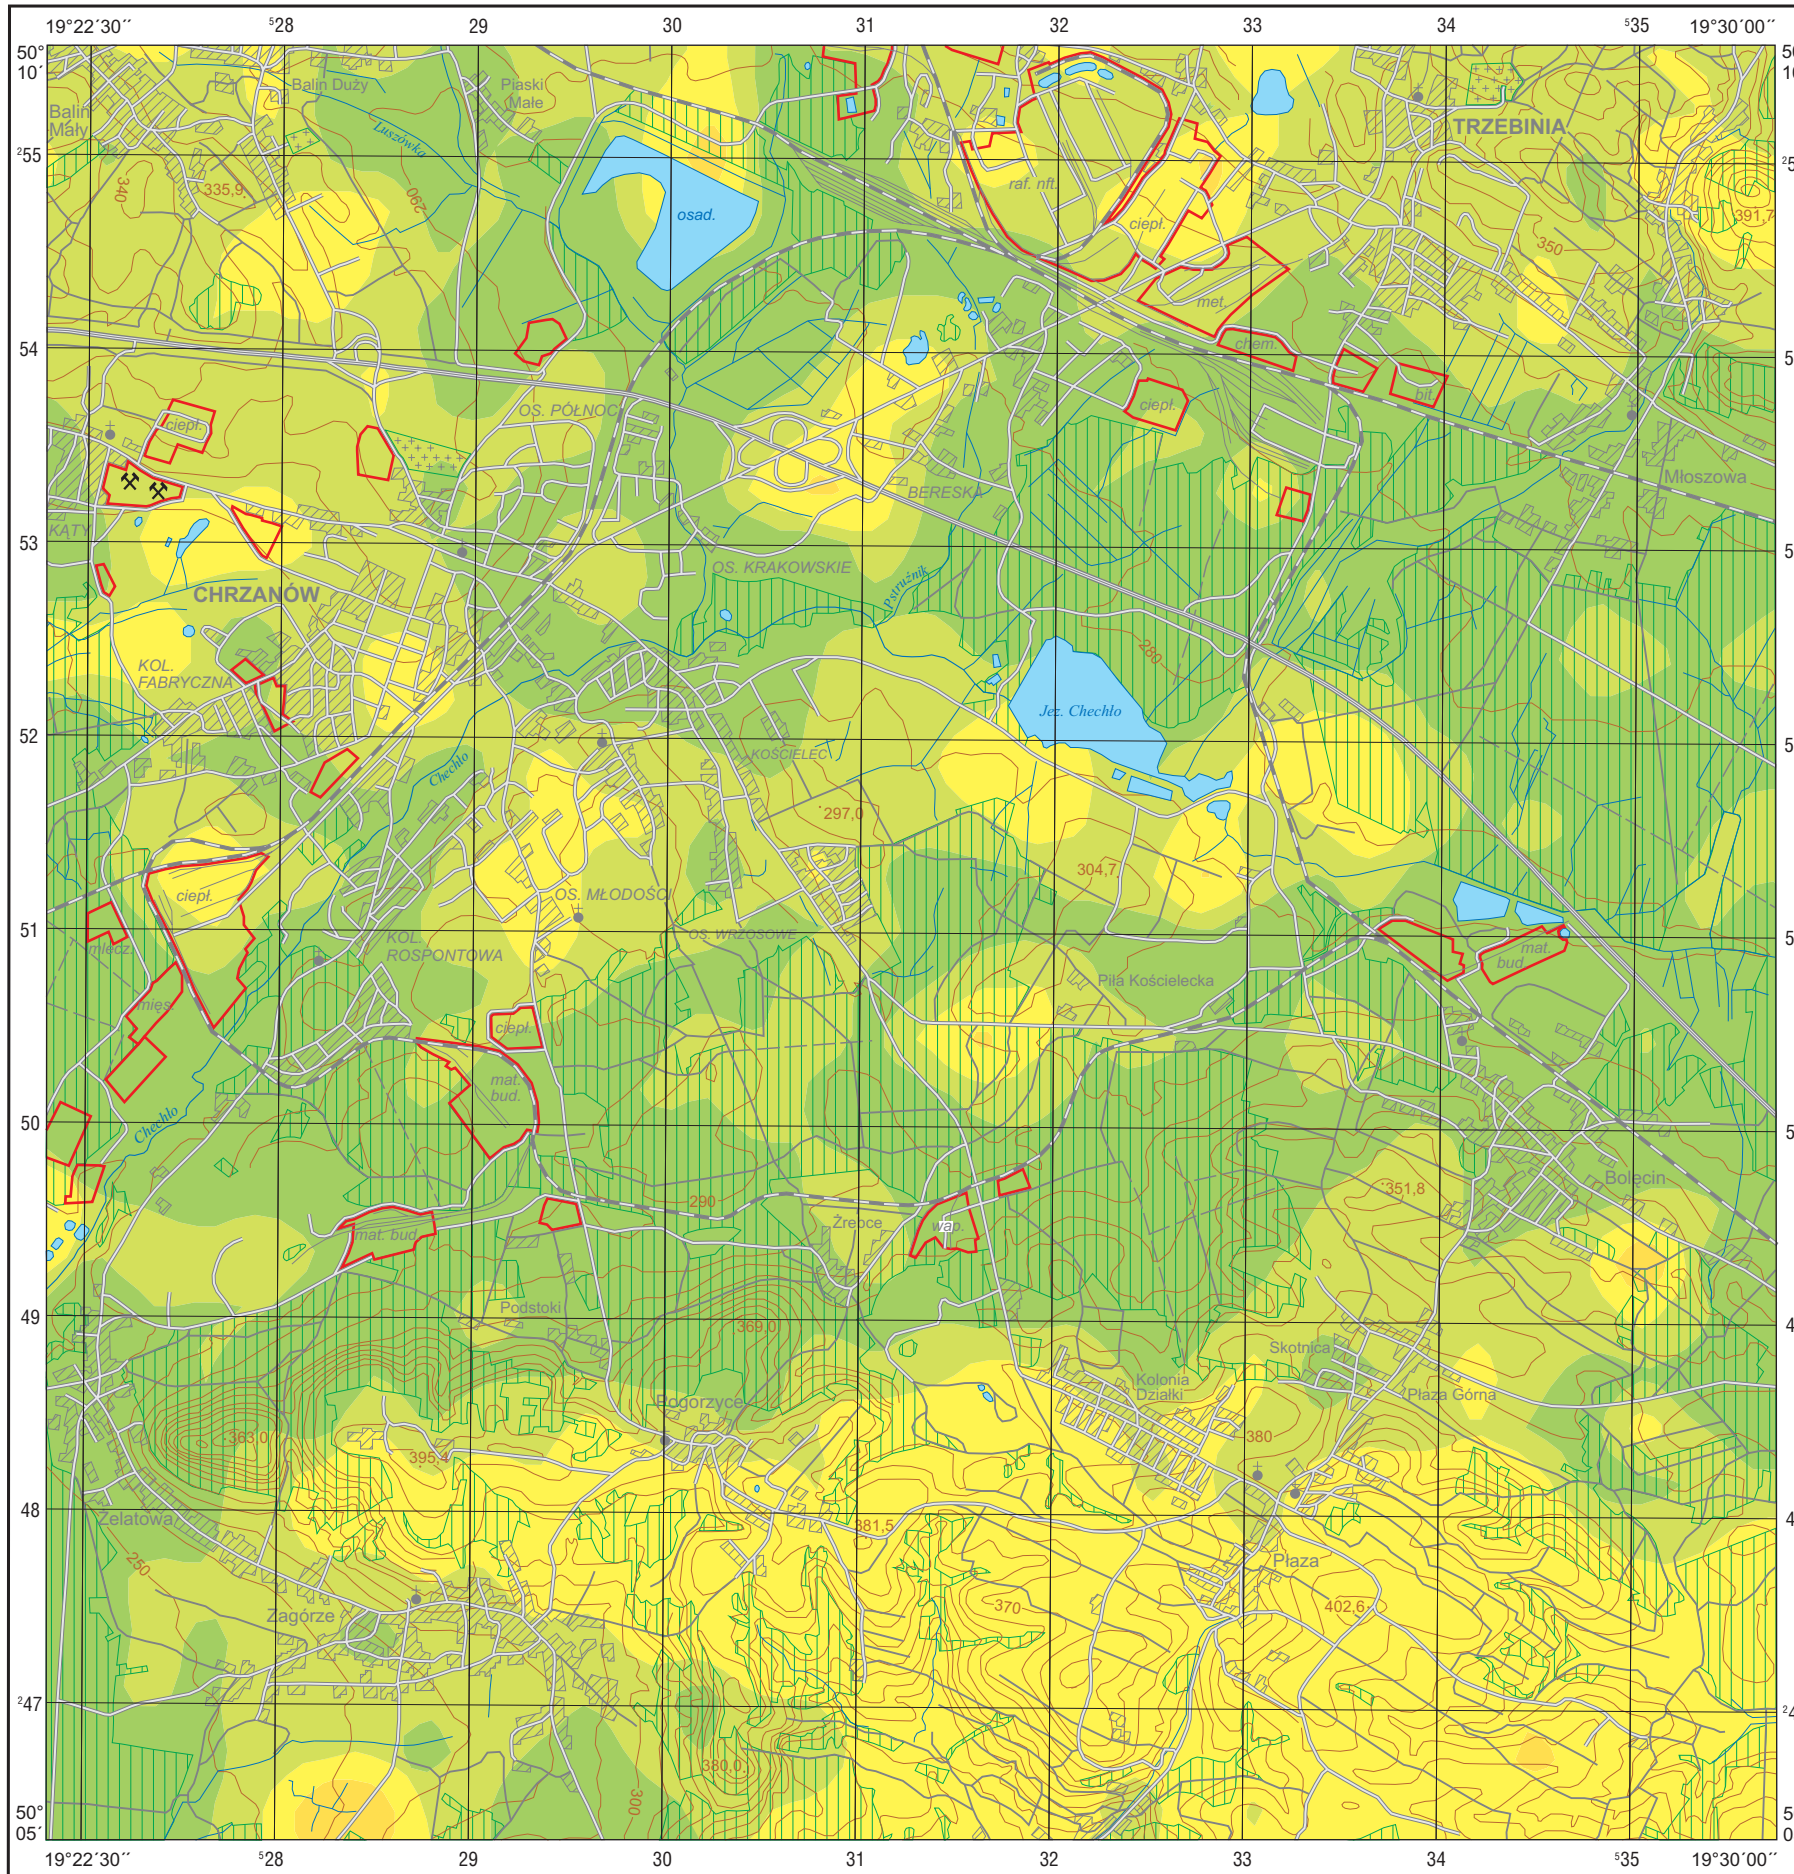 19°22´30´´
⁵28
29
30
31
32
33
34
⁵35
19°30´00´´
50°
10´
Balin Duży
Piaski
Małe
Balin
Mały
Luszówka
TRZEBINIA
²55
340
335,9
290
osad.
raf. nft.
ciepł.
391,7
350
met.
chem.
54
OS. PÓŁNOC
ciepł.
bit.
ciepł.
BERESKA
Młoszowa
KĄTY
53
OS. KRAKOWSKIE
Pstrużnik
CHRZANÓW
280
KOL.
FABRYCZNA
Jez. Chechło
52
KOŚCIELEC
Chechło
297,0
304,7
ciepł.
OS. MŁODOŚCI
51
mlecz.
KOL.
ROSPONTOWA
OS. WRZOSOWE
mat.
bud.
Piła Kościelecka
mięs.
ciepł.
mat.
bud.
50
Chechło
Bolęcin
351,8
290
Żrebce
wap.
mat. bud.
Podstoki
49
369,0
Skotnica
Kolonia
Działki
Płaza Górna
Pogorzyce
363,0
395,4
380
48
Żelatowa
381,5
250
Płaza
Zagórze
370
402,6
²47
380,0
300
50°
05´
19°22´30´´
⁵28
29
30
31
32
33
34
⁵35
19°30´00´´